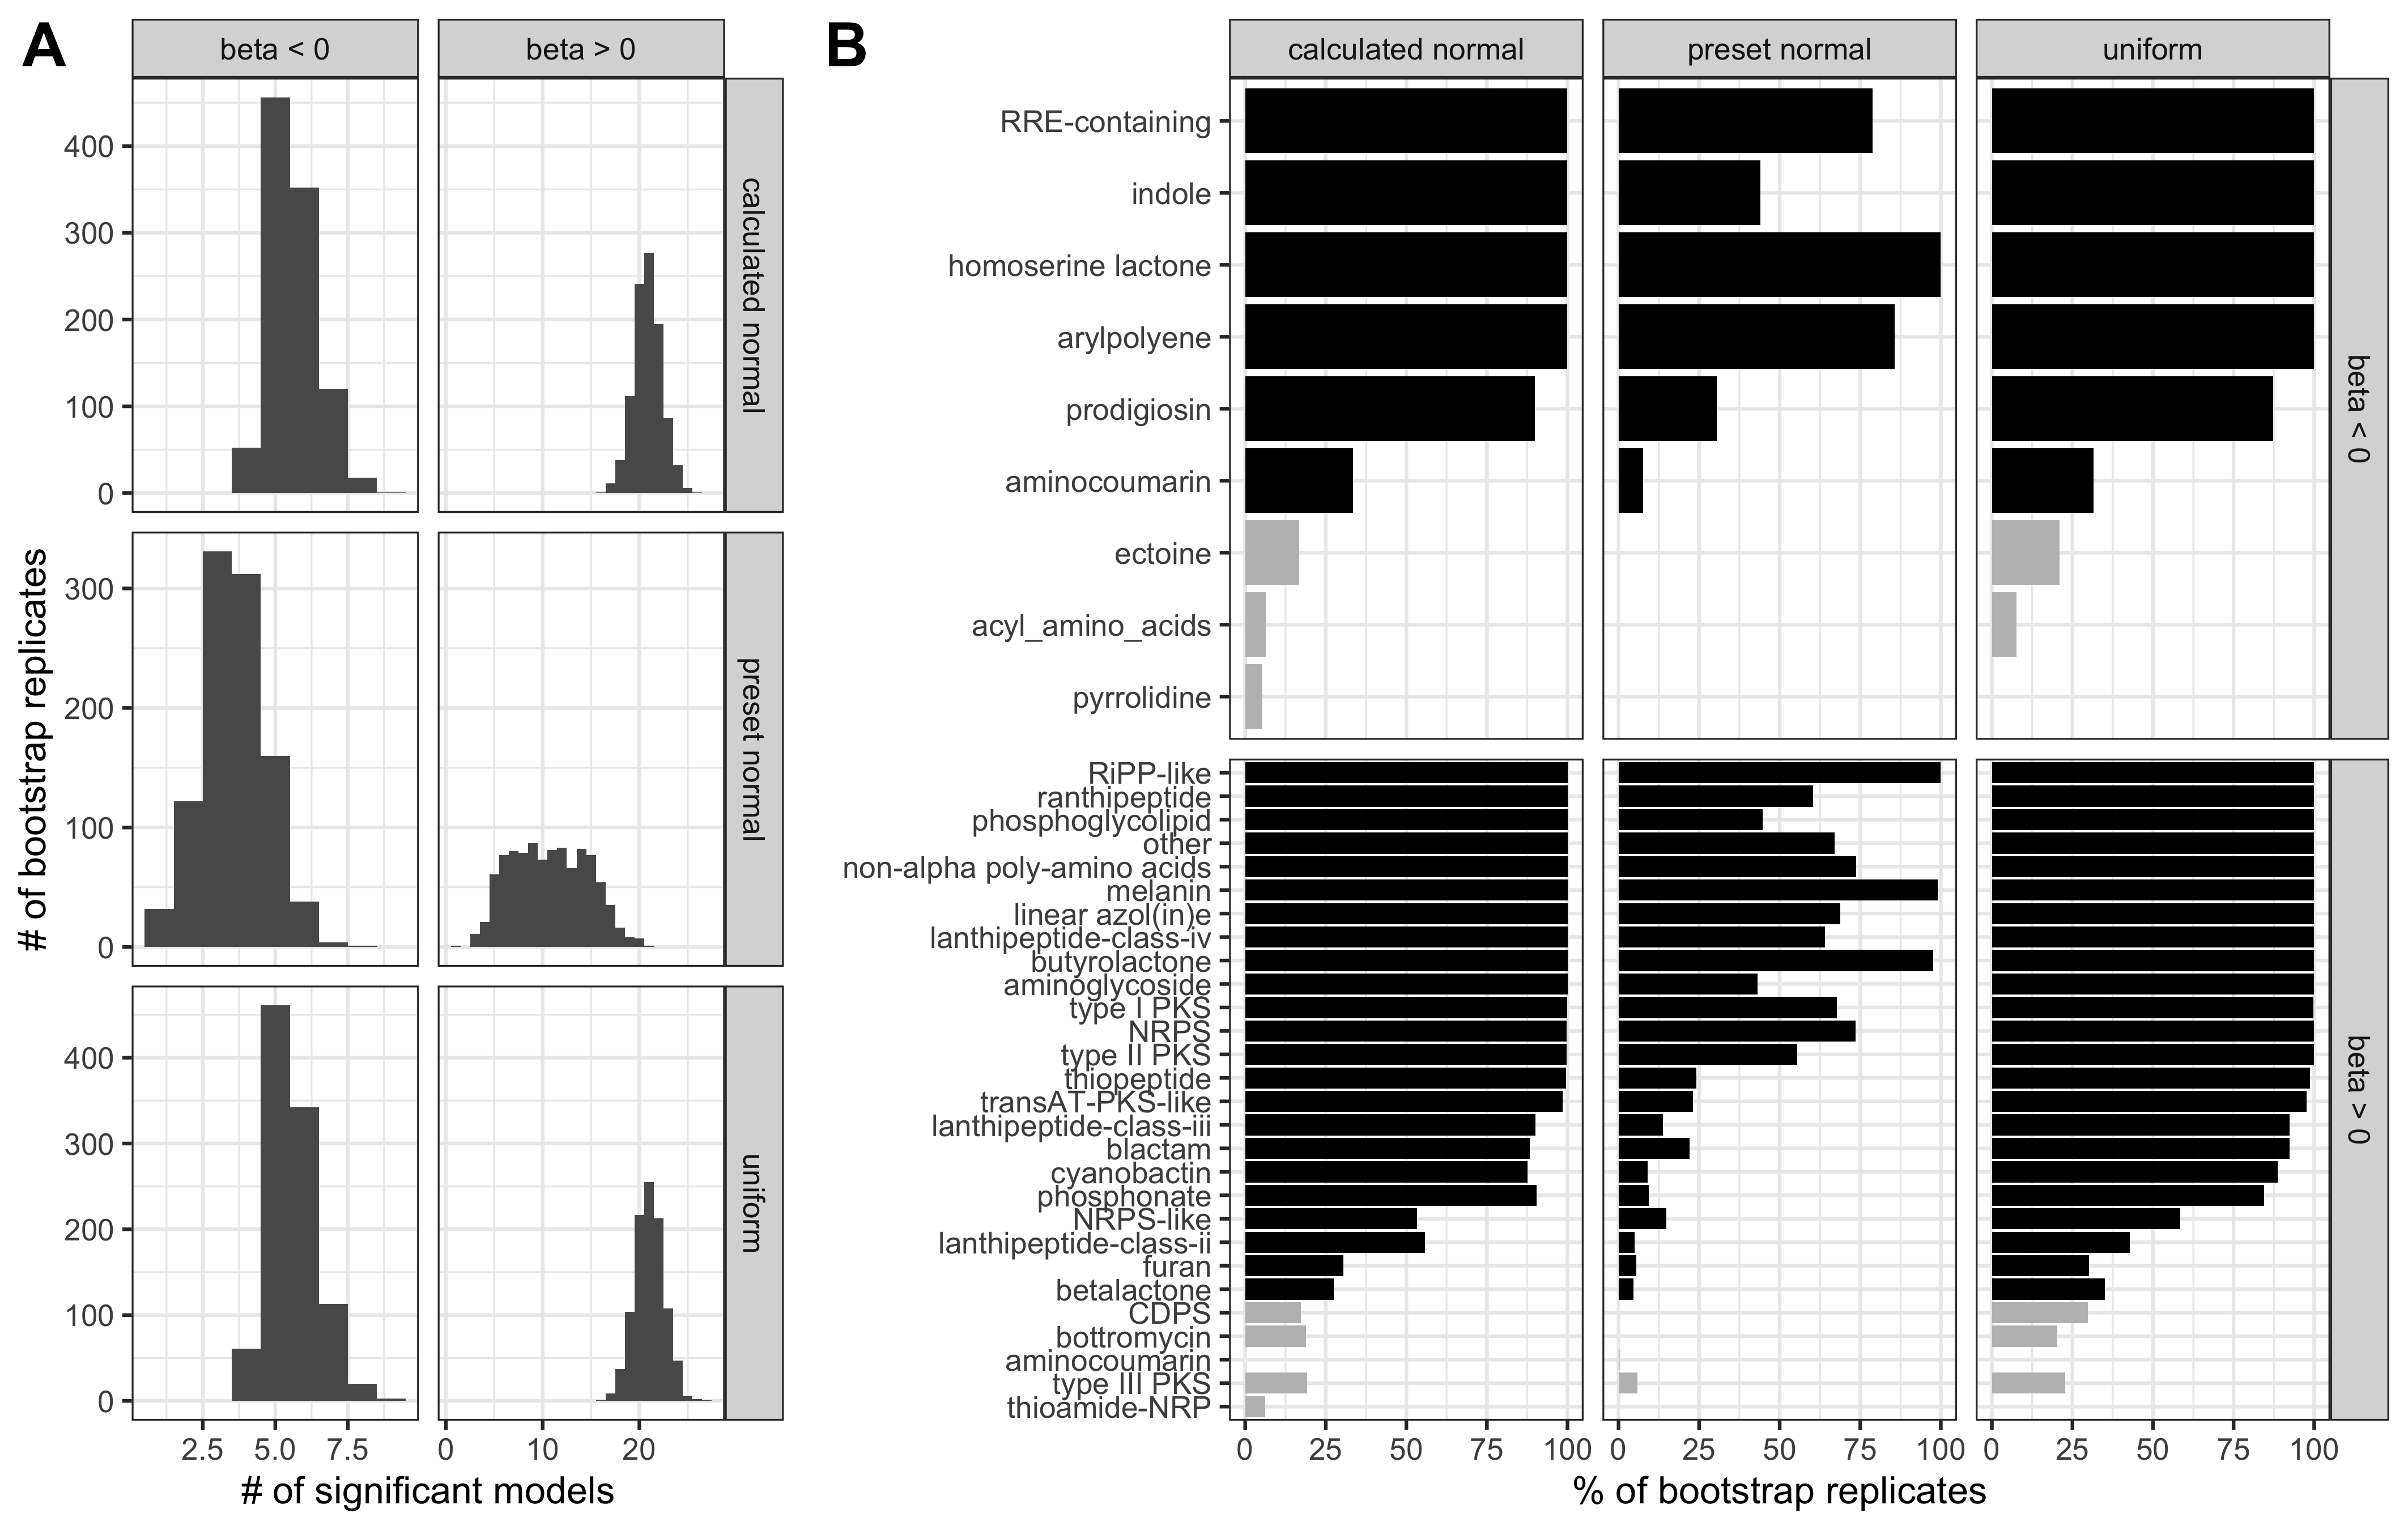 A
beta < 0
beta > 0
400
300
200
100
0
calculated normal
300
200
100
0
preset normal
400
300
200
100
0
uniform
2.5
5.0
7.5
0
10
20
# of significant models
# of bootstrap replicates
B
calculated normal
preset normal
uniform
RRE-containing
indole
homoserine lactone
arylpolyene
prodigiosin
aminocoumarin
ectoine
acyl_amino_acids
pyrrolidine
beta < 0
RiPP-like
ranthipeptide
phosphoglycolipid
other
non-alpha poly-amino acids
melanin
linear azol(in)e
lanthipeptide-class-iv
butyrolactone
aminoglycoside
type I PKS
NRPS
type II PKS
thiopeptide
transAT-PKS-like
lanthipeptide-class-iii
blactam
cyanobactin
phosphonate
NRPS-like
lanthipeptide-class-ii
furan
betalactone
CDPS
bottromycin
aminocoumarin
type III PKS
thioamide-NRP
beta > 0
0
25
50
75
100
0
25
50
75
100
0
25
50
75
100
% of bootstrap replicates